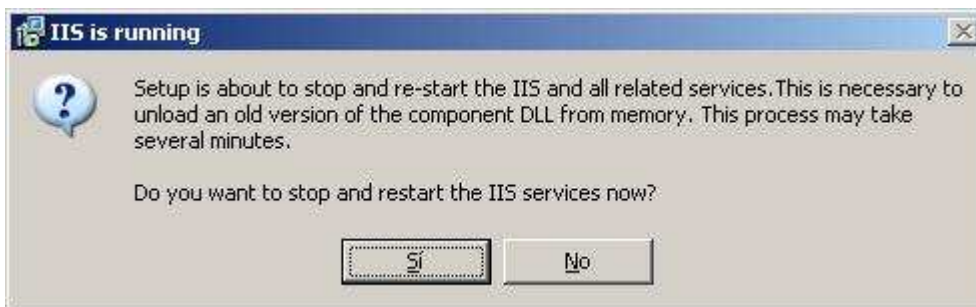 IIS is running
Setup is about to stop and re-start the IIS and all related services.This is necessary to
unload an old version of the component DLL from memory. This process may take
several minutes.
Do you want to stop and restart the IIS services now?
Sí
No